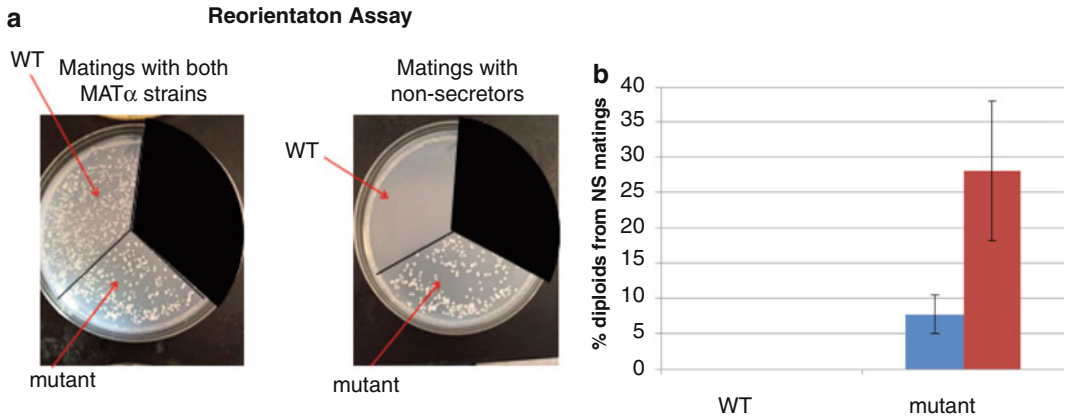 a
Reorientaton Assay
WT
Matings with both
MATα strains
Matings with
non-secretors
WT
mutant
mutant
b
% diploids from NS matings
40
35
30
25
20
15
10
5
0
WT
mutant